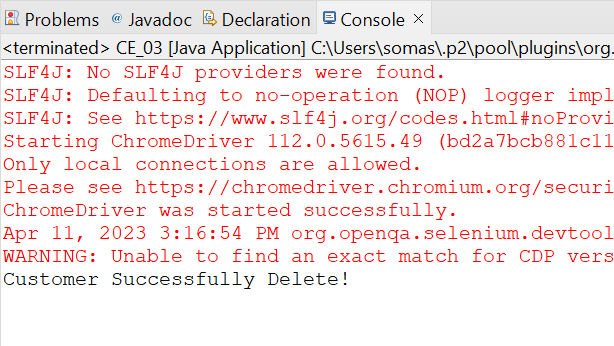 Problems @ Javadoc Declaration Console ×
<terminated> CE_03 [Java Application] C:\Users\somas\.p2\pool\plugins\org.
SLF4J: No SLF4J providers were found.
SLF4J: Defaulting to no-operation (NOP) logger impl
SLF4J: See https://www.slf4j.org/codes.html#noProvi
Starting ChromeDriver 112.0.5615.49 (bd2a7bcb881c11
Only local connections are allowed.
Please see https://chromedriver.chromium.org/securi
ChromeDriver was started successfully.
Apr 11, 2023 3:16:54 PM org.openqa.selenium.devtool
WARNING: Unable to find an exact match for CDP vers
Customer Successfully Delete!